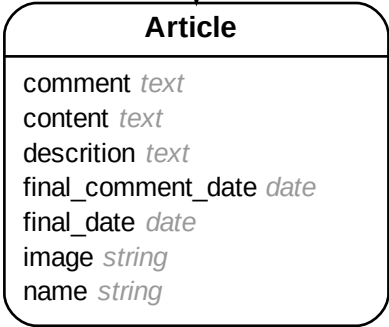 Article
comment text
content text
descrition text
final_comment_date date
final_date date
image string
name string